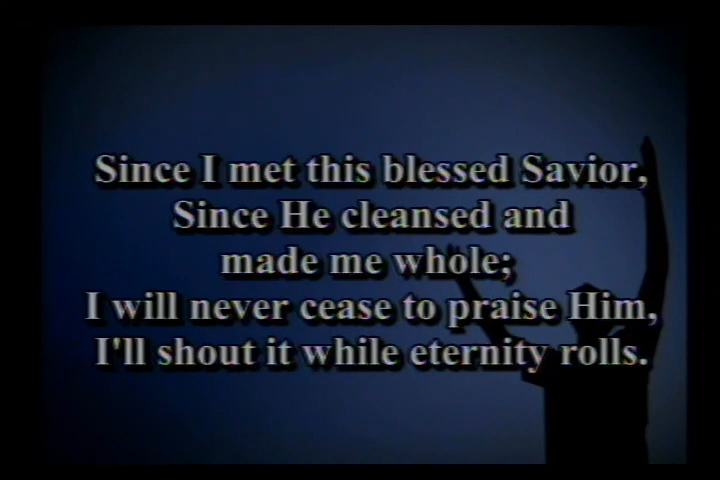 Since I met this blessed Savior,
Since He cleansed and
made me whole;
I will never cease to praise Him,
I'll shout it while eternity rolls.